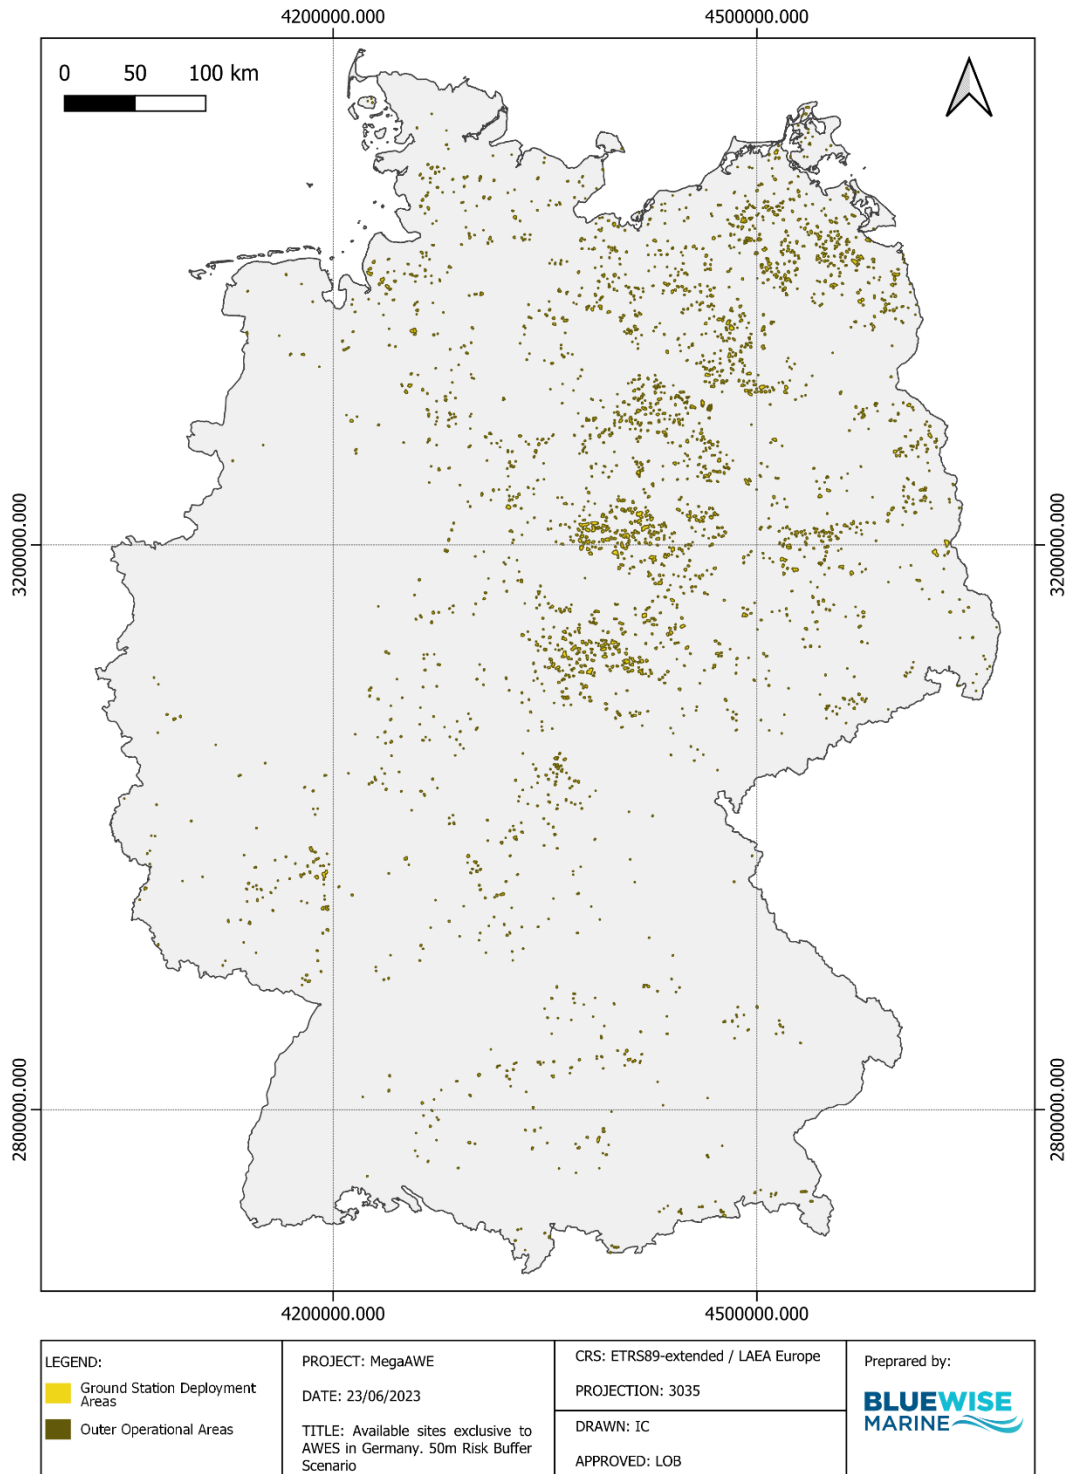 4200000.000 4500000.000
0 50 100 km
3200000.000 3200000.000
2800000.000 2800000.000
4200000.000 4500000.000
LEGEND:
Ground Station Deployment
Areas
Outer Operational Areas
PROJECT: MegaAWE
DATE: 23/06/2023
TITLE: Available sites exclusive to
AWES in Germany. 50m Risk Buffer
Scenario
CRS: ETRS89-extended / LAEA Europe
PROJECTION: 3035
DRAWN: IC
APPROVED: LOB
Preprared by:
BLUEWISE
MARINE